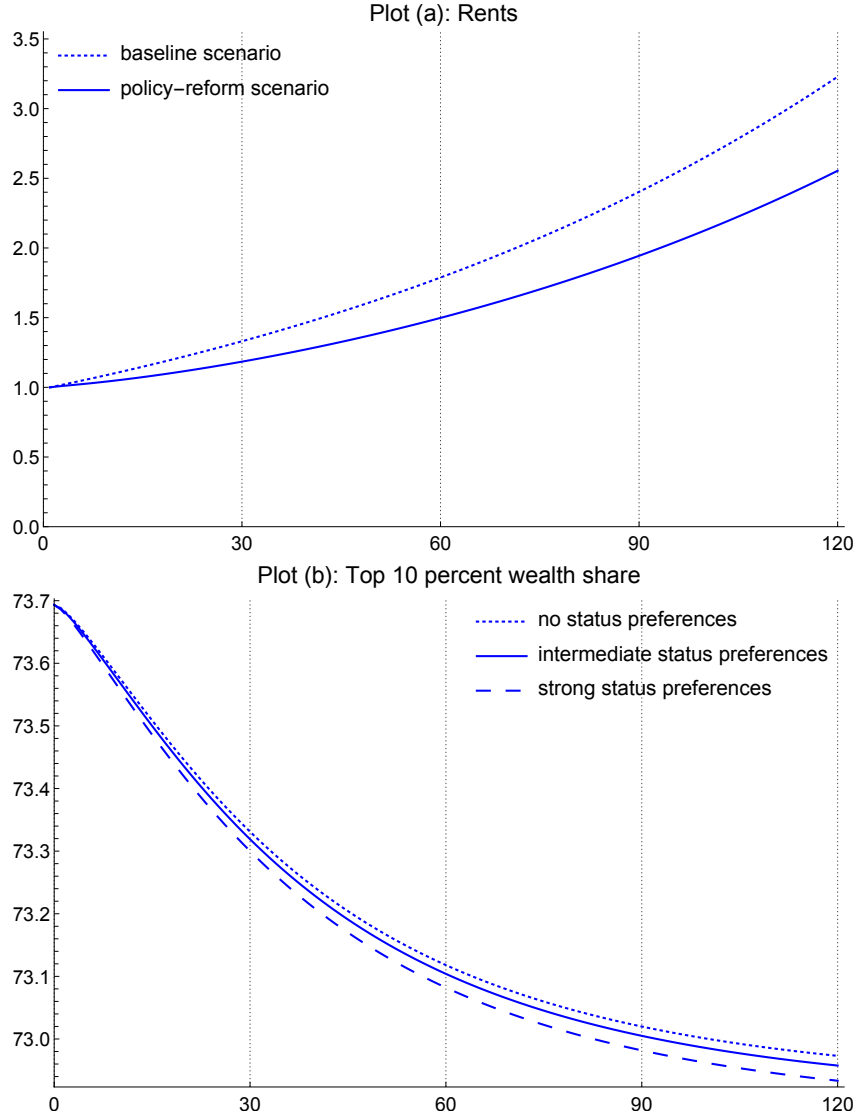 Plot (a): Rents
3.5
baseline scenario
policy−reform scenario
3.0
2.5
2.0
1.5
1.0
0.5
0.0
0 30 60 90 120
Plot (b): Top 10 percent wealth share
73.7
no status preferences
73.6
intermediate status preferences
strong status preferences
73.5
73.4
73.3
73.2
73.1
73.0
0 30 60 90 120